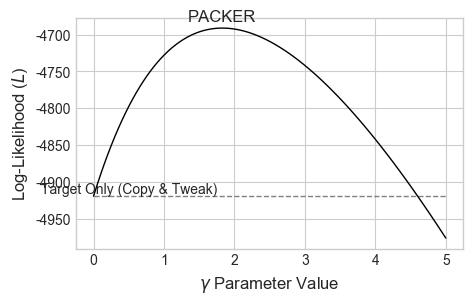 PACKER
-4700
-4750
-4800
-4850
-4900
-4950
Log-Likelihood (L)
Target Only (Copy & Tweak)
0 1 2 3 4 5
γ Parameter Value